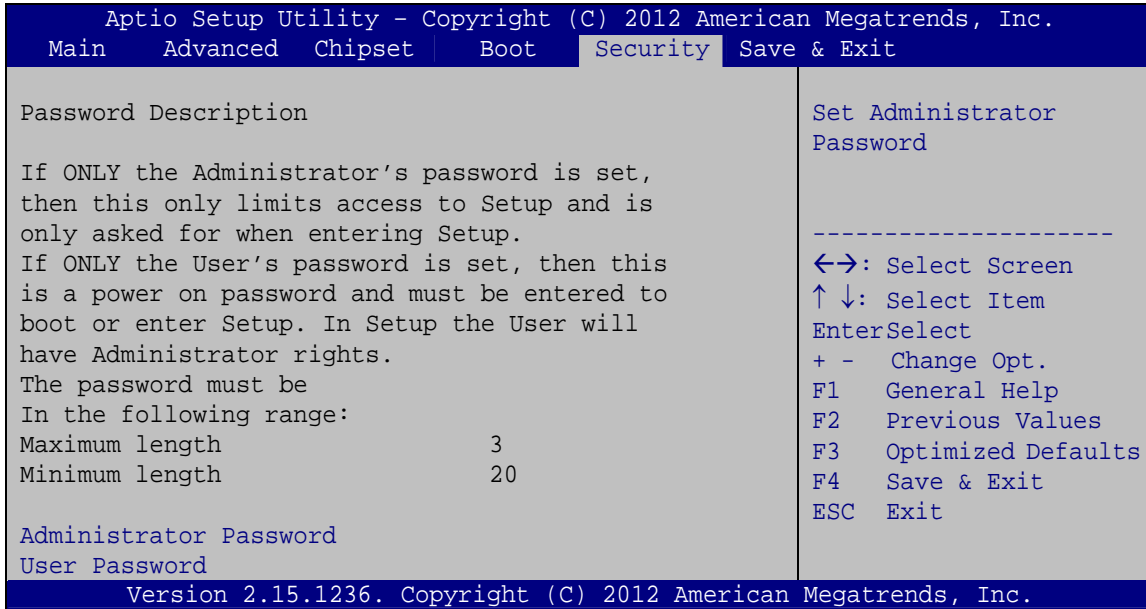 Aptio Setup Utility – Copyright (C) 2012 American Megatrends, Inc.
Main Advanced Chipset Boot Security Save & Exit
Password Description
If ONLY the Administrator’s password is set,
then this only limits access to Setup and is
only asked for when entering Setup.
If ONLY the User’s password is set, then this
is a power on password and must be entered to
boot or enter Setup. In Setup the User will
have Administrator rights.
The password must be
In the following range:
Maximum length 3
Minimum length 20
Administrator Password
User Password
Set Administrator
Password
---------------------
←→: Select Screen
↑ ↓: Select Item
EnterSelect
+ - Change Opt.
F1 General Help
F2 Previous Values
F3 Optimized Defaults
F4 Save & Exit
ESC Exit
Version 2.15.1236. Copyright (C) 2012 American Megatrends, Inc.